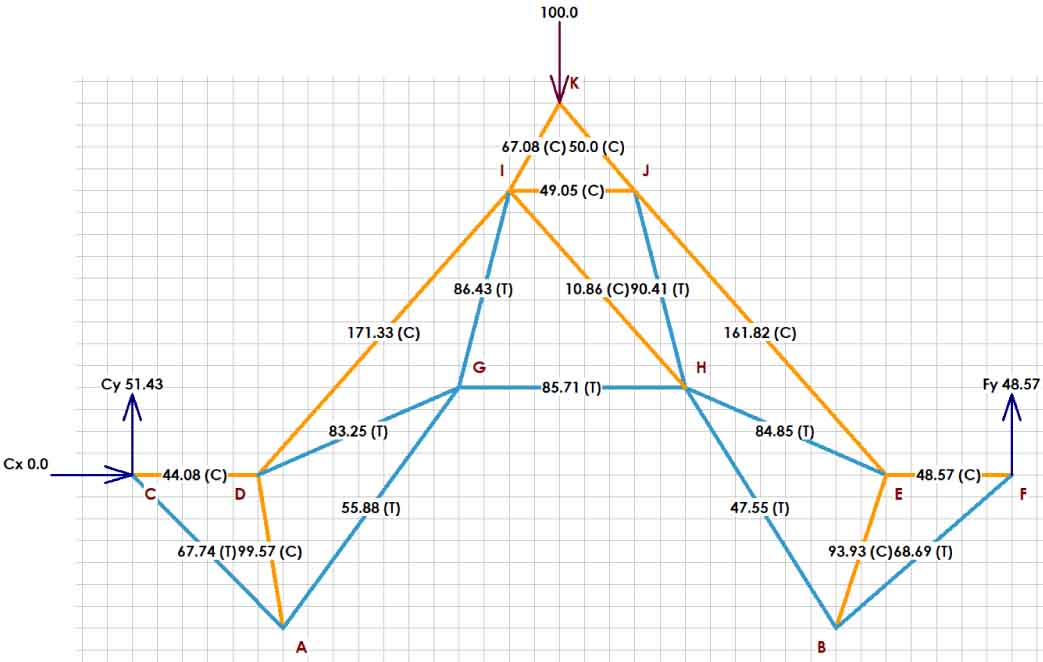 100.0
K
67.08 (C) 50.0 (C)
I
J
49.05 (C)
86.43 (T)
10.86 (C) 90.41 (T)
171.33 (C)
161.82 (C)
G
H
Cy 51.43
85.71 (T)
Fy 48.57
83.25 (T)
84.85 (T)
Cx 0.0
44.08 (C)
48.57 (C)
C
D
E
F
55.88 (T)
47.55 (T)
67.74 (T) 99.57 (C)
93.93 (C) 68.69 (T)
A
B